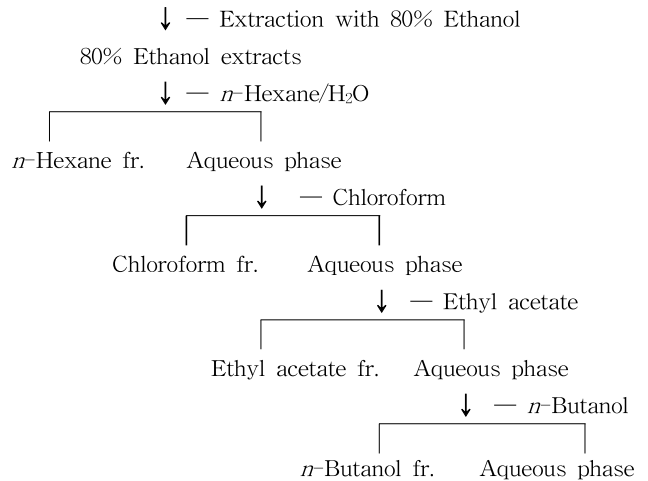 — Extraction with 80% Ethanol
80% Ethanol extracts
— n-Hexane/H₂O
n-Hexane fr. Aqueous phase
— Chloroform
Chloroform fr. Aqueous phase
— Ethyl acetate
Ethyl acetate fr. Aqueous phase
— n-Butanol
n-Butanol fr. Aqueous phase